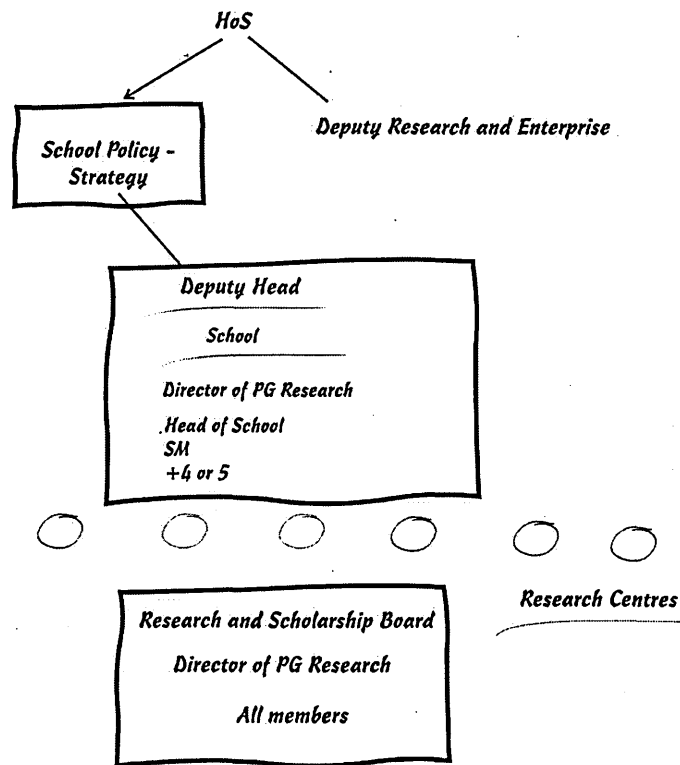 HoS
Deputy Research and Enterprise
School Policy -
Strategy
Deputy Head
School
Director of PG Research
Head of School
SM
+4 or 5
Research Centres
Research and Scholarship Board
Director of PG Research
All members